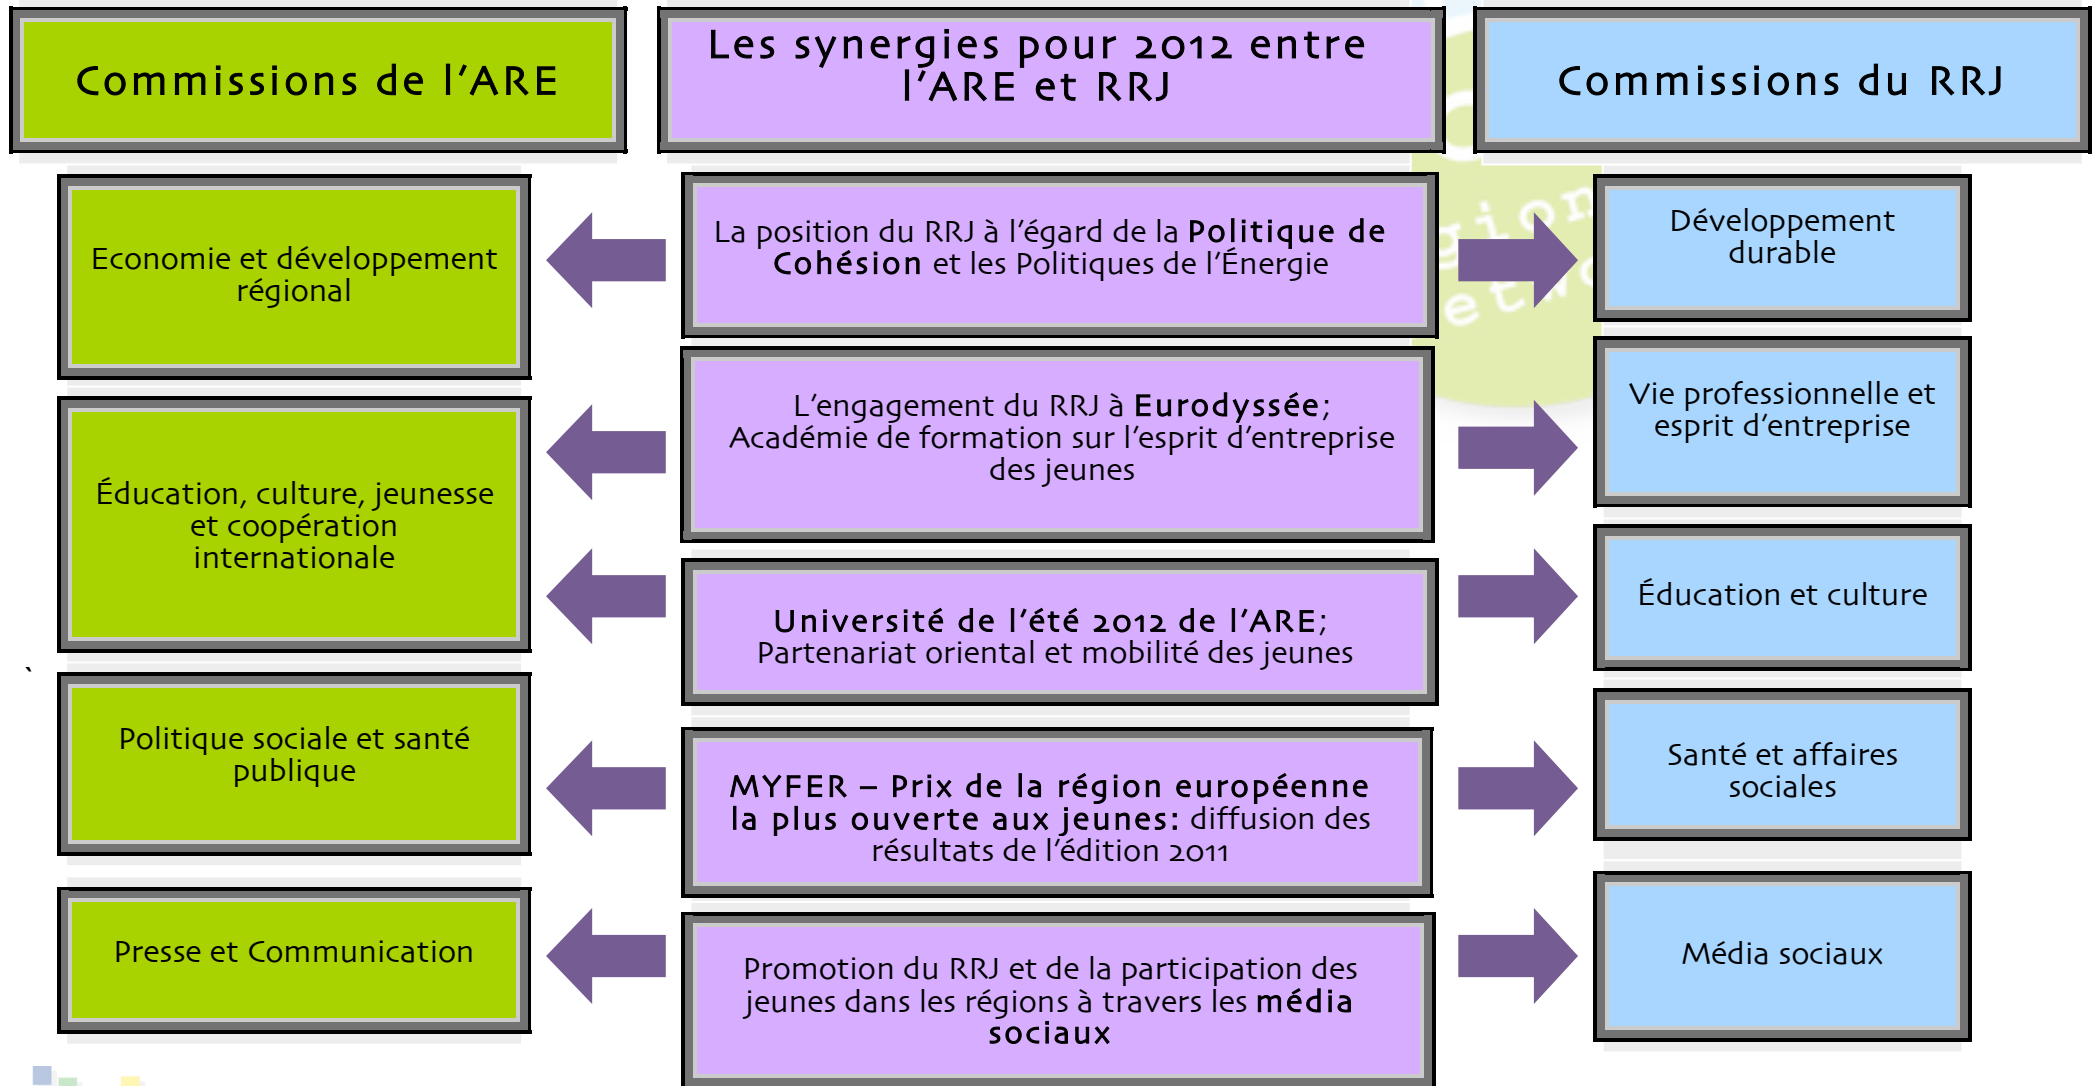 Commissions de l'ARE
Les synergies pour 2012 entre
l'ARE et RRJ
Commissions du RRJ
Economie et développement
régional
La position du RRJ à l'égard de la Politique de
Cohésion et les Politiques de l'Énergie
Développement
durable
L'engagement du RRJ à Eurodyssée;
Académie de formation sur l'esprit d'entreprise
des jeunes
Vie professionnelle et
esprit d'entreprise
Éducation, culture, jeunesse
et coopération
internationale
Université de l'été 2012 de l'ARE;
Partenariat oriental et mobilité des jeunes
Éducation et culture
`
Politique sociale et santé
publique
MYFER – Prix de la région européenne
la plus ouverte aux jeunes: diffusion des
résultats de l'édition 2011
Santé et affaires
sociales
Presse et Communication
Promotion du RRJ et de la participation des
jeunes dans les régions à travers les média
sociaux
Média sociaux